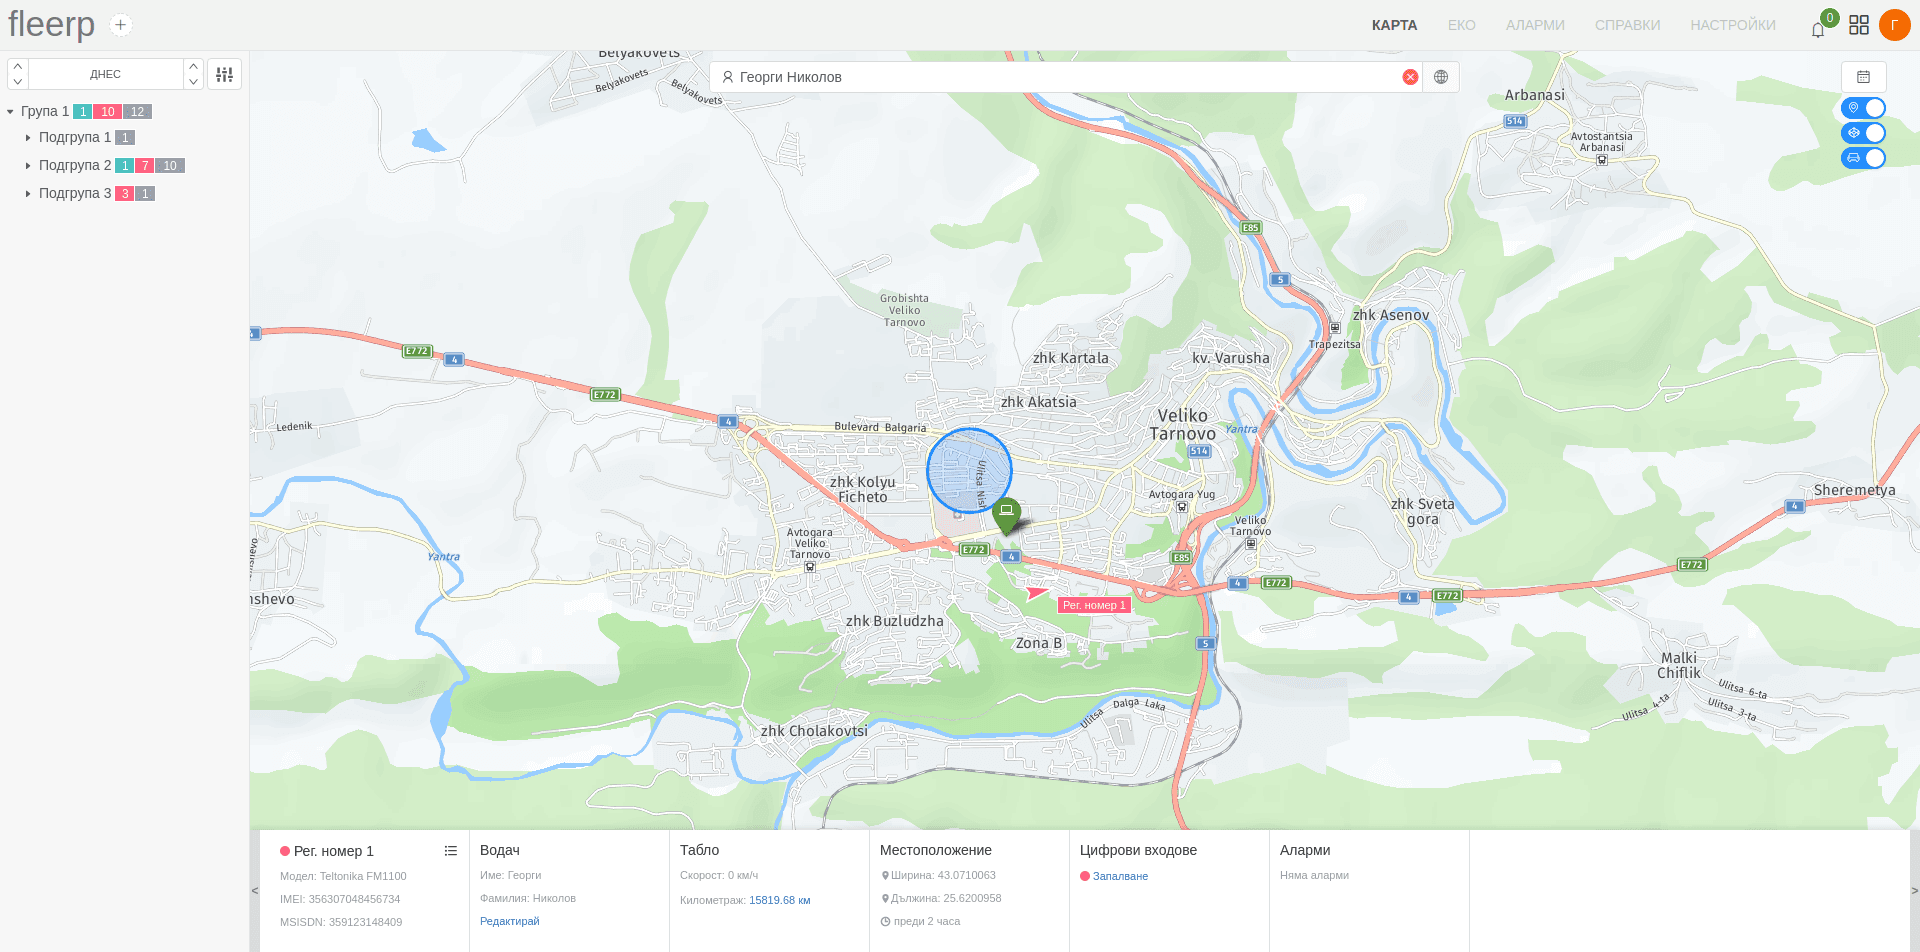 fleerp
+
КАРТА
ЕКО
АЛАРМИ
СПРАВКИ
НАСТРОЙКИ
0
Г
ДНЕС
Георги Николов
Група 1 1 10 12
Подгрупа 1 1
Подгрупа 2 1 7 10
Подгрупа 3 3 1
Belyakovets
Belyakovets
Belyakovets
Arbanasi
514
Avtostantsia
Arbanasi
E85
5
Grobishta
Veliko
Tarnovo
zhk Asenov
Trapezitsa
E772
4
zhk Kartala
kv. Varusha
E772
zhk Akatsia
4
Veliko
Tarnovo
Yantra
Ledenik
Bulevard Balgaria
514
Ulitsa Nish
zhk Kolyu
Ficheto
Avtogara Yug
Sheremetya
4
zhk Sveta
gora
Veliko
Tarnovo
Avtogara
Veliko
Tarnovo
Yantra
E772
4
E85
E772
4
E772
4
E772
nshevo
Рег. номер 1
zhk Buzludzha
Zona B
5
Malki
Chiflik
Ulitsa 6-ta
Ulitsa 4-ta
Ulitsa 3-ta
Ulitsa
Dalga Laka
zhk Cholakovtsi
<
>
Рег. номер 1
Модел: Teltonika FM1100
IMEI: 356307048456734
MSISDN: 359123148409
Водач
Име: Георги
Фамилия: Николов
Редактирай
Табло
Скорост: 0 км/ч
Километраж: 15819.68 км
Местоположение
Ширина: 43.0710063
Дължина: 25.6200958
преди 2 часа
Цифрови входове
Запалване
Аларми
Няма аларми